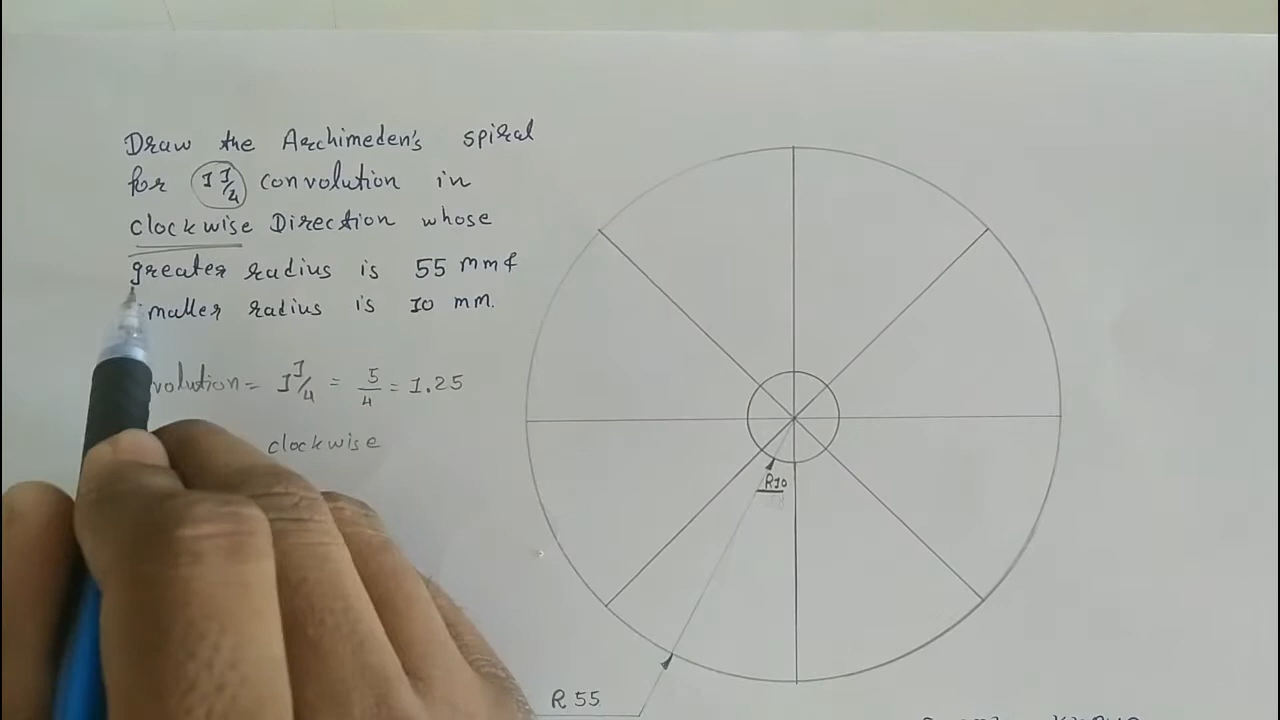 Draw the Archimeden's spiral
for 1 1/4 convolution in
clockwise Direction whose
greater radius is 55 mm &
maller radius is 10 mm.
volution = 1 1/4 = 5/4 = 1.25
clockwise
R10
R 55